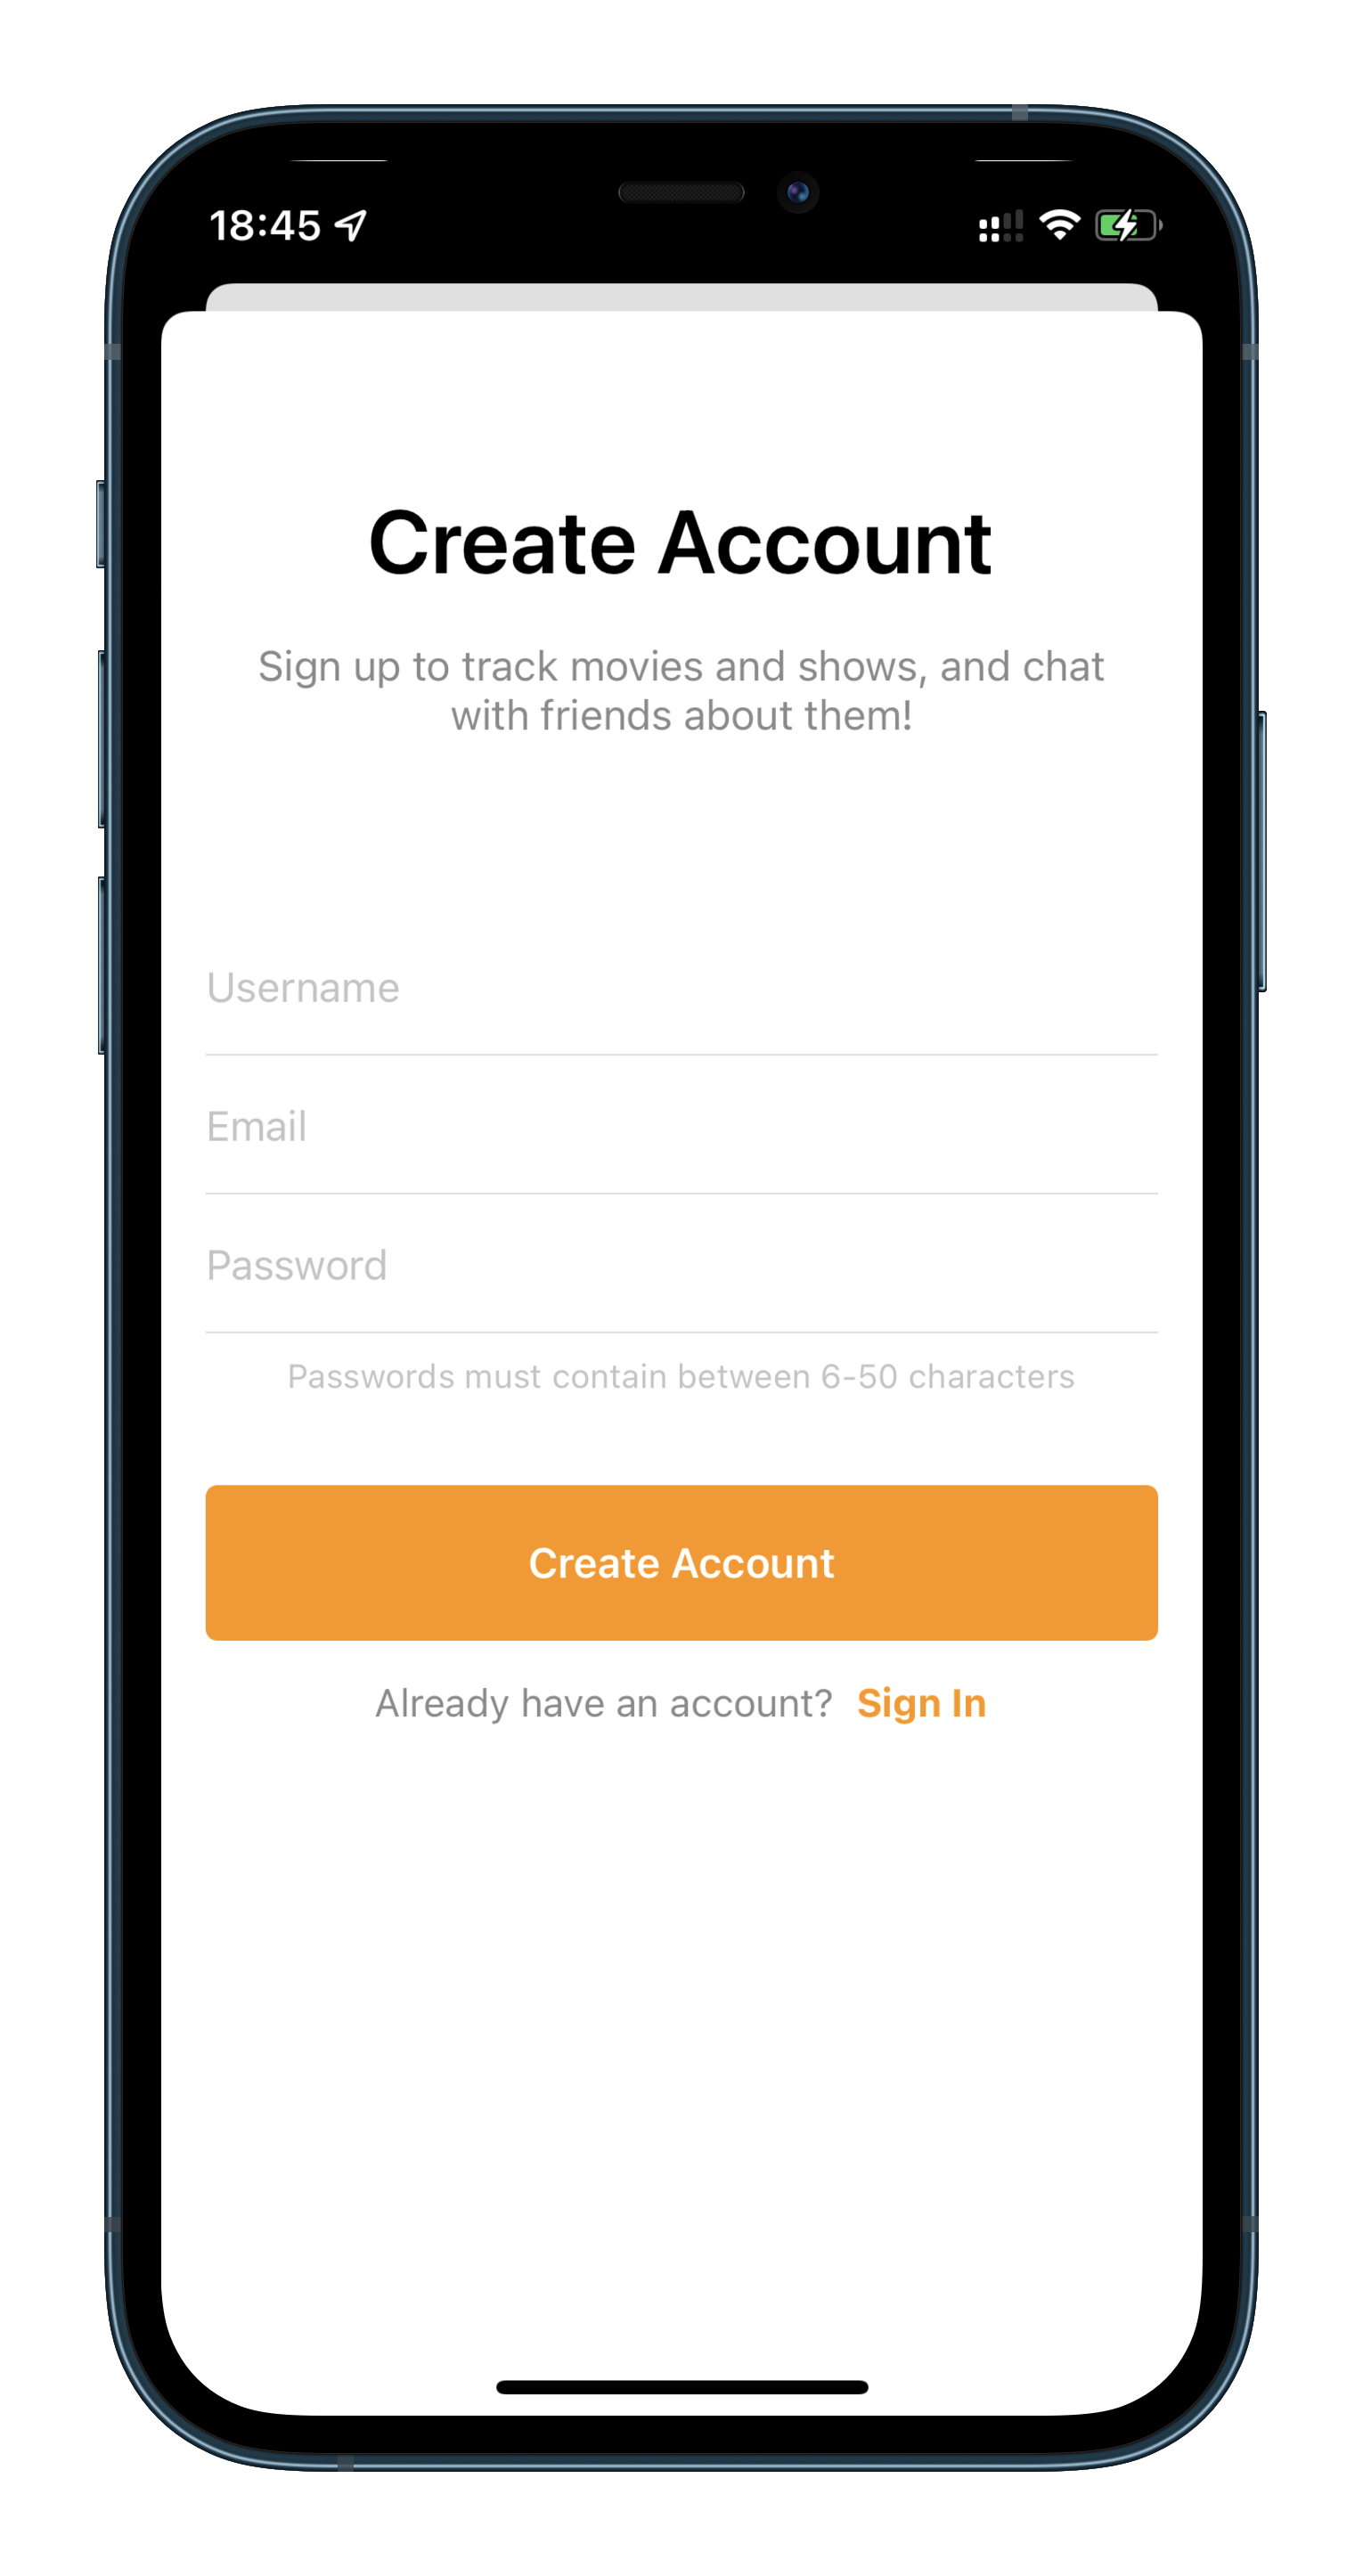 18:45
Create Account
Sign up to track movies and shows, and chat
with friends about them!
Username
Email
Password
Passwords must contain between 6-50 characters
Create Account
Already have an account? Sign In